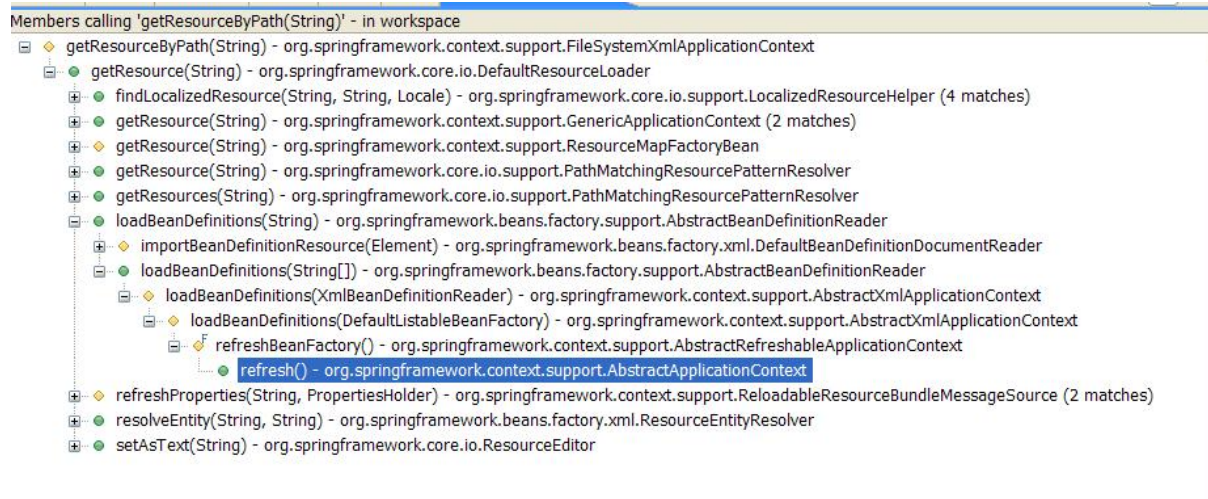 Members calling 'getResourceByPath(String)' - in workspace
getResourceByPath(String) - org.springframework.context.support.FileSystemXmlApplicationContext
getResource(String) - org.springframework.core.io.DefaultResourceLoader
findLocalizedResource(String, String, Locale) - org.springframework.core.io.support.LocalizedResourceHelper (4 matches)
getResource(String) - org.springframework.context.support.GenericApplicationContext (2 matches)
getResource(String) - org.springframework.context.support.ResourceMapFactoryBean
getResource(String) - org.springframework.core.io.support.PathMatchingResourcePatternResolver
getResources(String) - org.springframework.core.io.support.PathMatchingResourcePatternResolver
loadBeanDefinitions(String) - org.springframework.beans.factory.support.AbstractBeanDefinitionReader
importBeanDefinitionResource(Element) - org.springframework.beans.factory.xml.DefaultBeanDefinitionDocumentReader
loadBeanDefinitions(String[]) - org.springframework.beans.factory.support.AbstractBeanDefinitionReader
loadBeanDefinitions(XmlBeanDefinitionReader) - org.springframework.context.support.AbstractXmlApplicationContext
loadBeanDefinitions(DefaultListableBeanFactory) - org.springframework.context.support.AbstractXmlApplicationContext
F refreshBeanFactory() - org.springframework.context.support.AbstractRefreshableApplicationContext
refresh() - org.springframework.context.support.AbstractApplicationContext
refreshProperties(String, PropertiesHolder) - org.springframework.context.support.ReloadableResourceBundleMessageSource (2 matches)
resolveEntity(String, String) - org.springframework.beans.factory.xml.ResourceEntityResolver
setAsText(String) - org.springframework.core.io.ResourceEditor